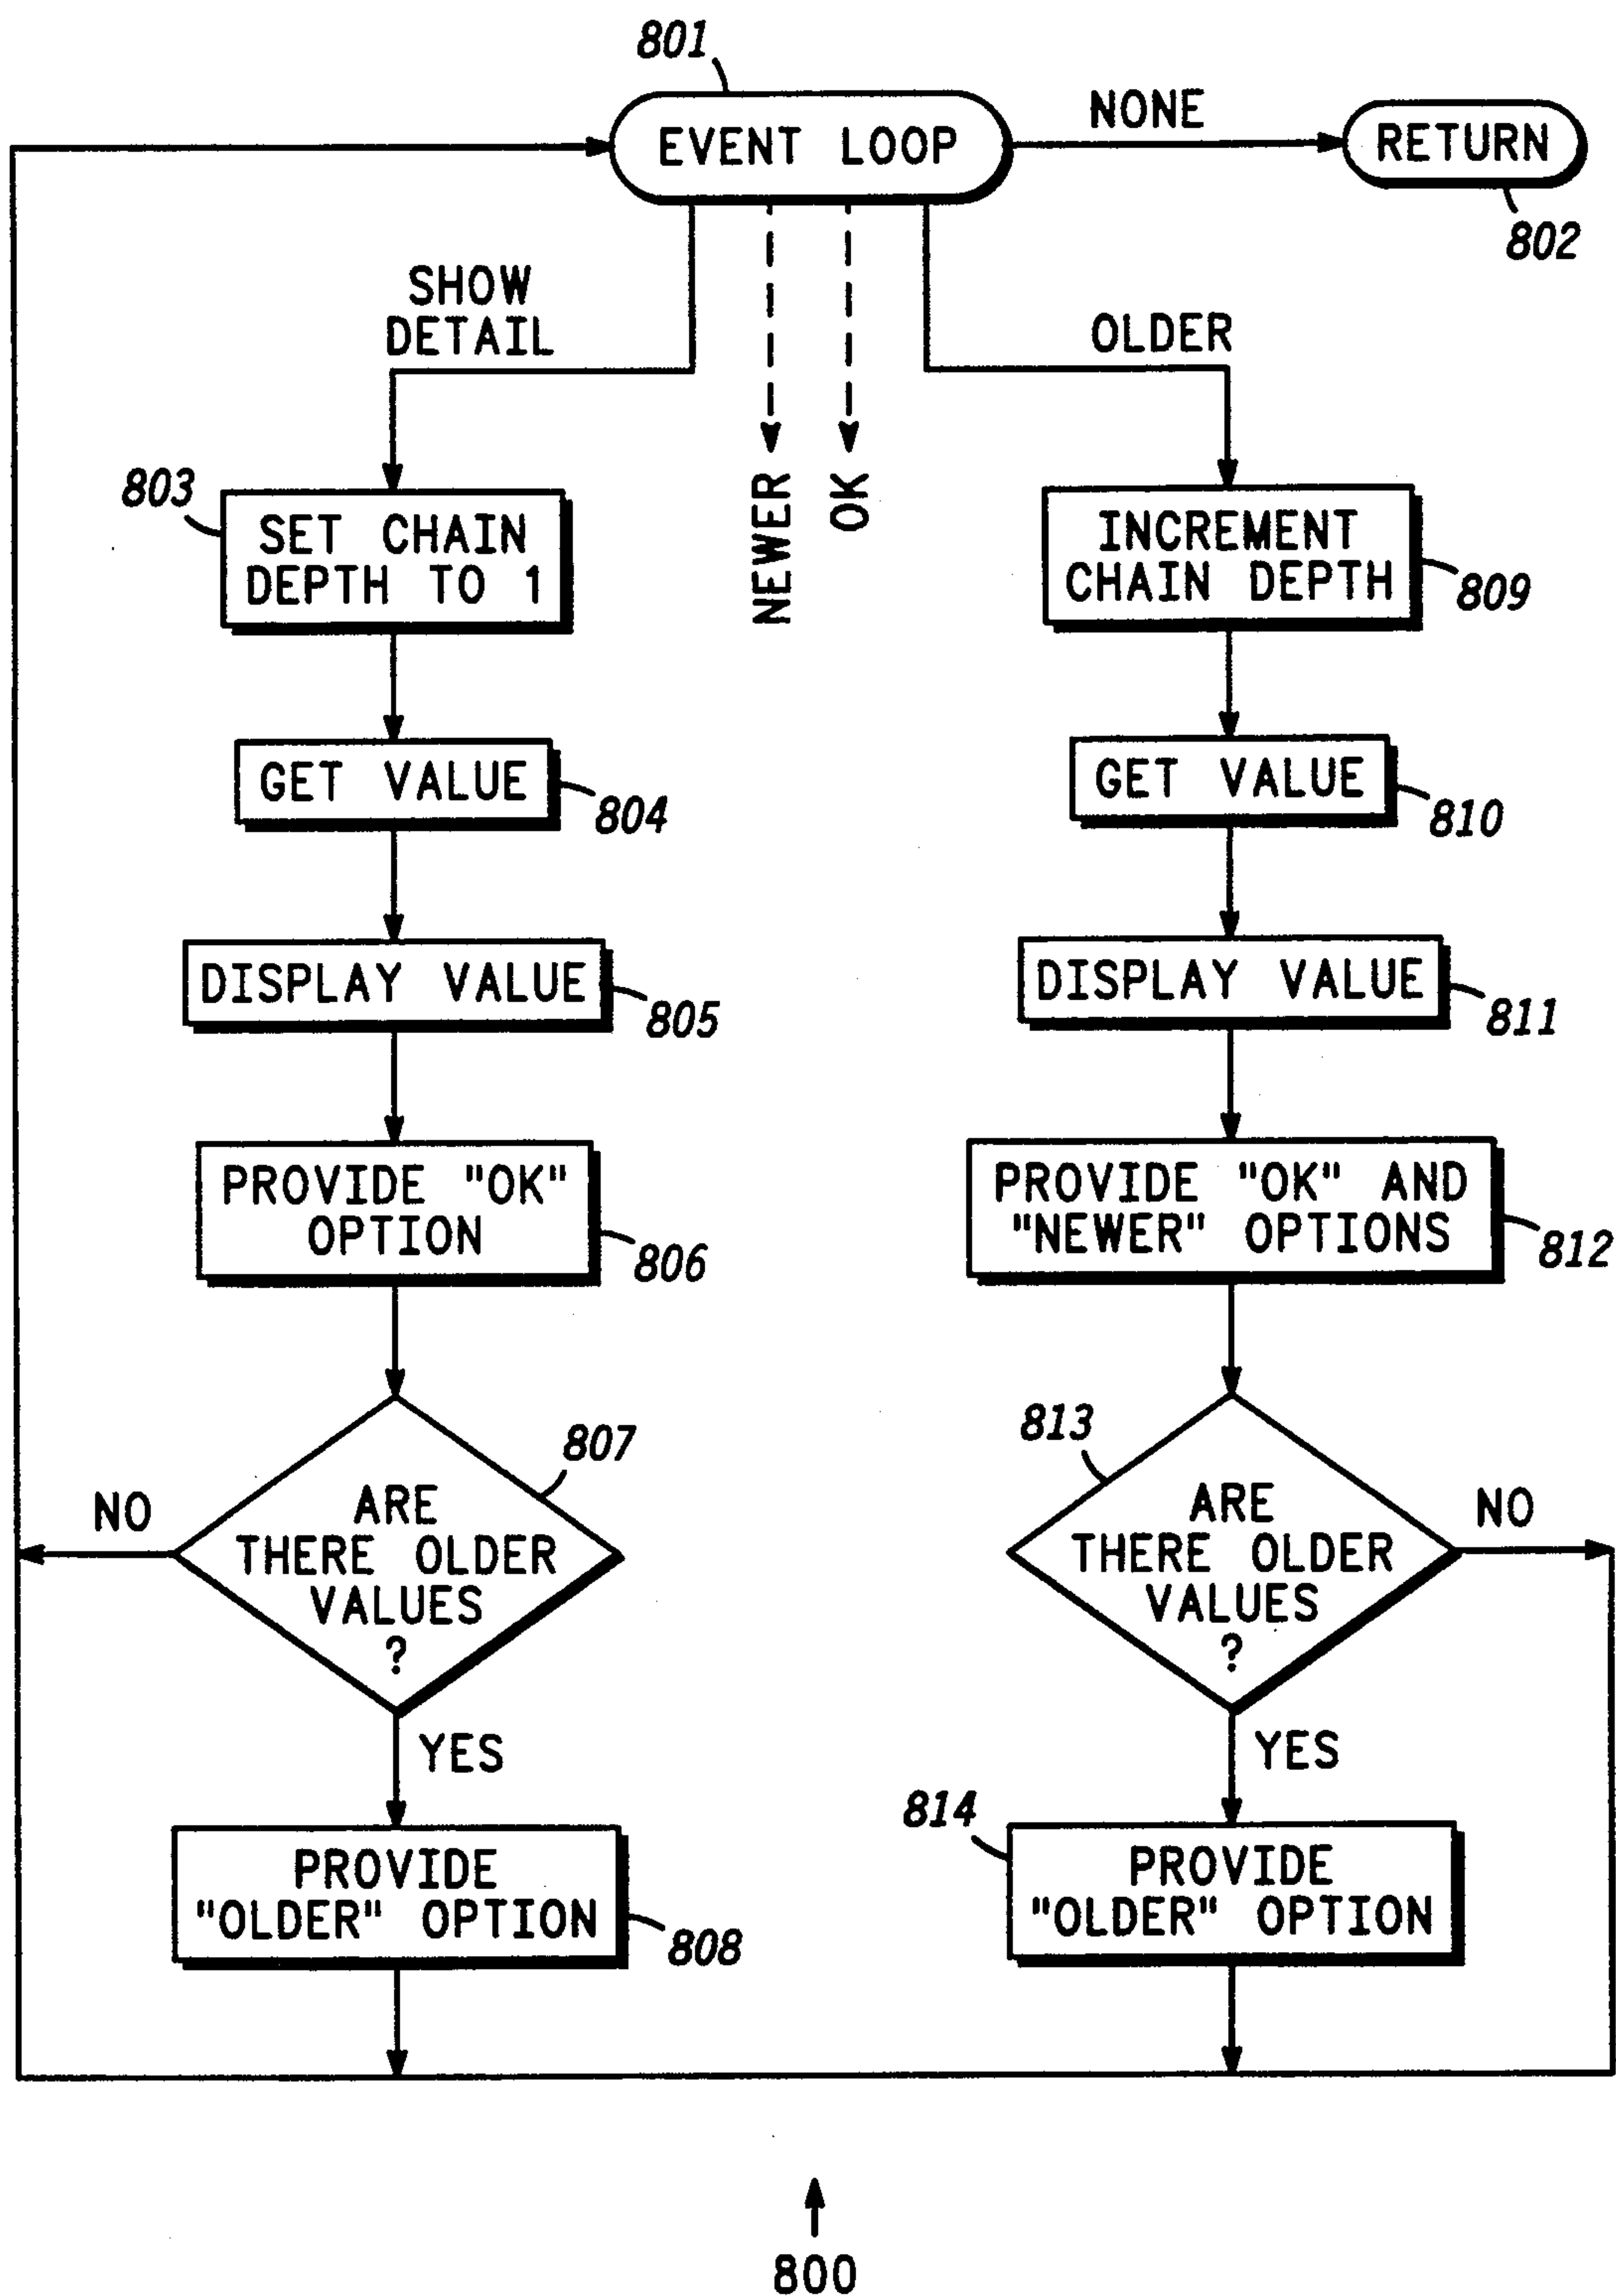 801
EVENT LOOP
NONE
RETURN
802
SHOW
DETAIL
NEWER
OK
OLDER
803
SET CHAIN
DEPTH TO 1
INCREMENT
CHAIN DEPTH
809
GET VALUE
804
GET VALUE
810
DISPLAY VALUE
805
DISPLAY VALUE
811
PROVIDE "OK"
OPTION
806
PROVIDE "OK" AND
"NEWER" OPTIONS
812
807
ARE
THERE OLDER
VALUES
?
NO
YES
813
ARE
THERE OLDER
VALUES
?
NO
YES
PROVIDE
"OLDER" OPTION
808
814
PROVIDE
"OLDER" OPTION
800